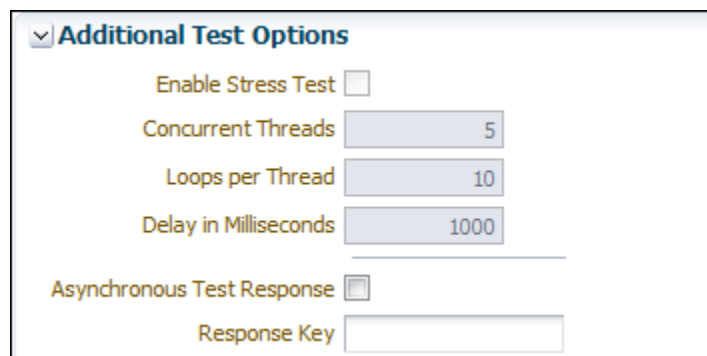 Additional Test Options
Enable Stress Test
Concurrent Threads 5
Loops per Thread 10
Delay in Milliseconds 1000
Asynchronous Test Response
Response Key